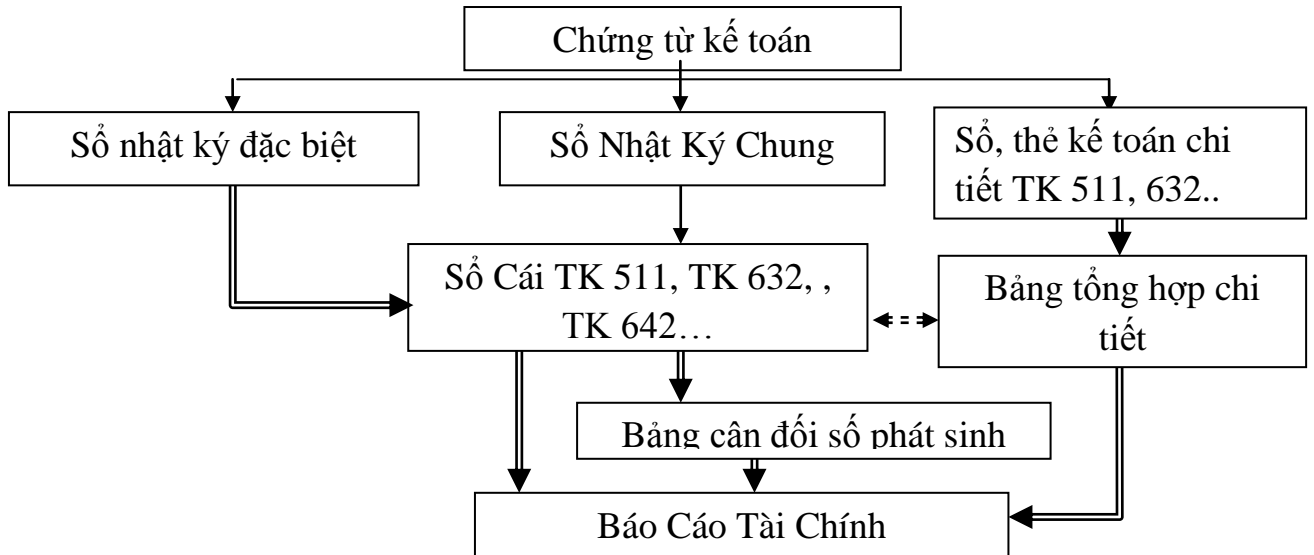 Chứng từ kế toán
Sổ nhật ký đặc biệt
Sổ Nhật Ký Chung
Sổ, thẻ kế toán chi
tiết TK 511, 632..
Sổ Cái TK 511, TK 632, ,
TK 642…
Bảng tổng hợp chi
tiết
Bảng cân đối số phát sinh
Báo Cáo Tài Chính